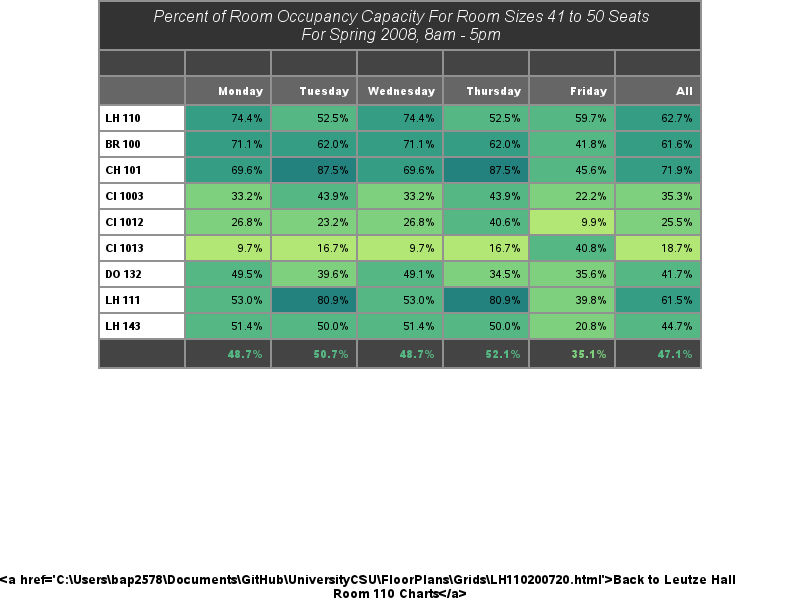 Percent of Room Occupancy Capacity For Room Sizes 41 to 50 Seats
For Spring 2008, 8am - 5pm
Monday Tuesday Wednesday Thursday Friday All
LH 110 74.4% 52.5% 74.4% 52.5% 59.7% 62.7%
BR 100 71.1% 62.0% 71.1% 62.0% 41.8% 61.6%
CH 101 69.6% 87.5% 69.6% 87.5% 45.6% 71.9%
CI 1003 33.2% 43.9% 33.2% 43.9% 22.2% 35.3%
CI 1012 26.8% 23.2% 26.8% 40.6% 9.9% 25.5%
CI 1013 9.7% 16.7% 9.7% 16.7% 40.8% 18.7%
DO 132 49.5% 39.6% 49.1% 34.5% 35.6% 41.7%
LH 111 53.0% 80.9% 53.0% 80.9% 39.8% 61.5%
LH 143 51.4% 50.0% 51.4% 50.0% 20.8% 44.7%
48.7% 50.7% 48.7% 52.1% 35.1% 47.1%
<a href='C:\Users\bap2578\Documents\GitHub\UniversityCSU\FloorPlans\Grids\LH110200720.html'>Back to Leutze Hall
Room 110 Charts</a>